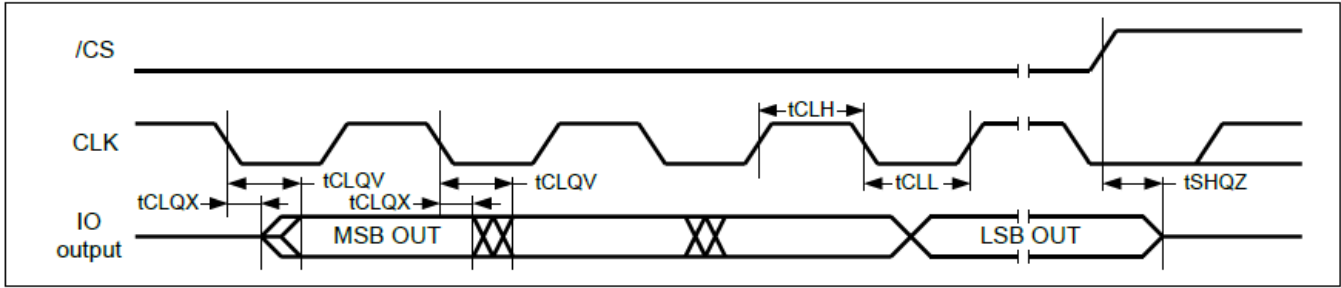 /CS
tCLH
CLK
tCLQV
tCLQV
tCLL
tSHQZ
tCLQX
tCLQX
IO
output
MSB OUT
LSB OUT